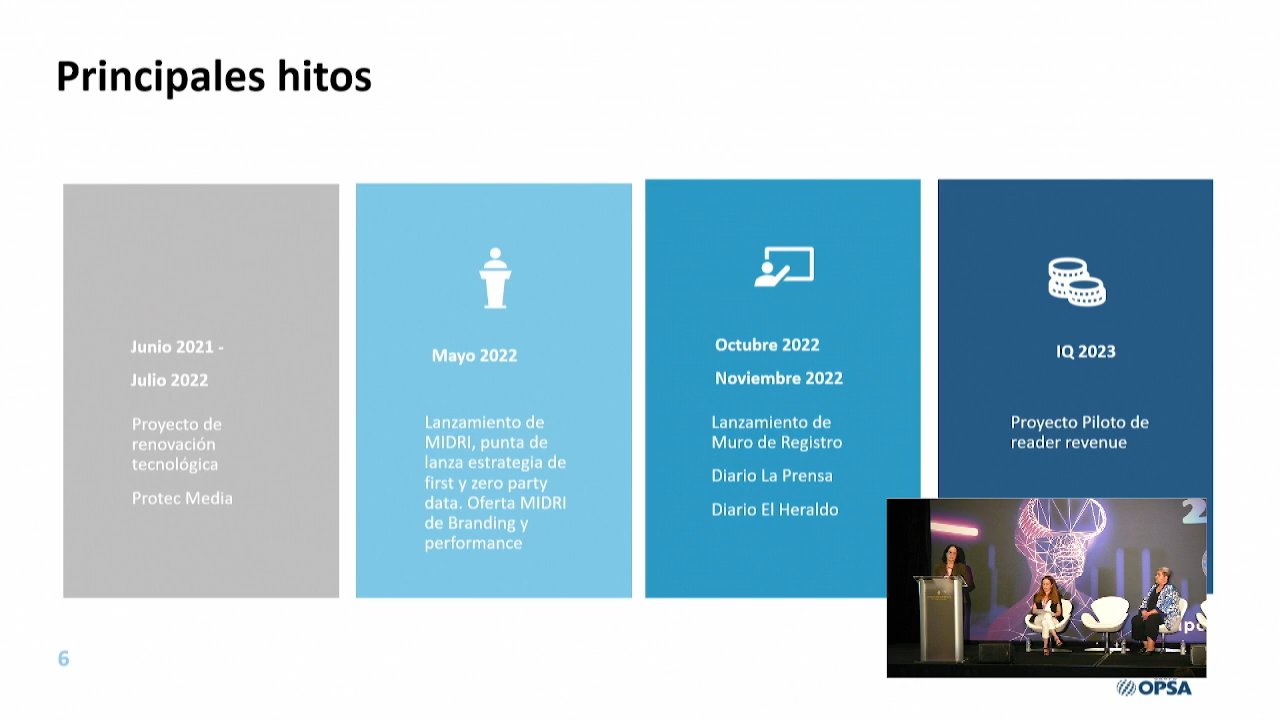 Principales hitos
Junio 2021 -
Julio 2022
Proyecto de
renovación
tecnológica
Protec Media
Mayo 2022
Lanzamiento de
MIDRI, punta de
lanza estrategia de
first y zero party
data. Oferta MIDRI
de Branding y
performance
Octubre 2022
Noviembre 2022
Lanzamiento de
Muro de Registro
Diario La Prensa
Diario El Heraldo
IQ 2023
Proyecto Piloto de
reader revenue
2
6
OPSA